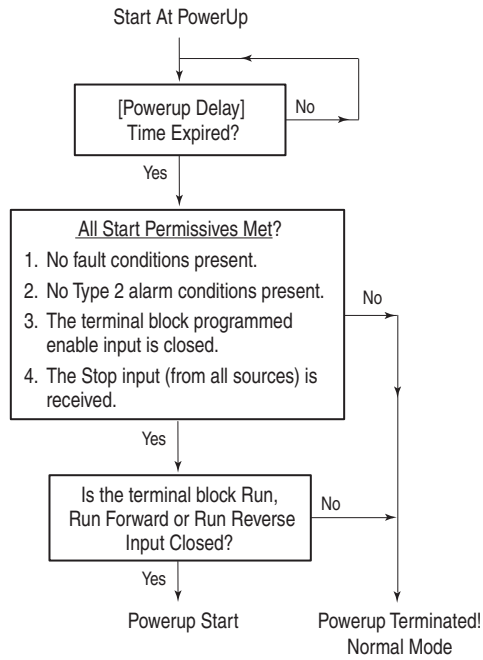 Start At PowerUp
[Powerup Delay]
Time Expired?
No
Yes
All Start Permissives Met?
1. No fault conditions present.
2. No Type 2 alarm conditions present.
3. The terminal block programmed
enable input is closed.
4. The Stop input (from all sources) is
received.
No
Yes
Is the terminal block Run,
Run Forward or Run Reverse
Input Closed?
No
Yes
Powerup Start
Powerup Terminated!
Normal Mode